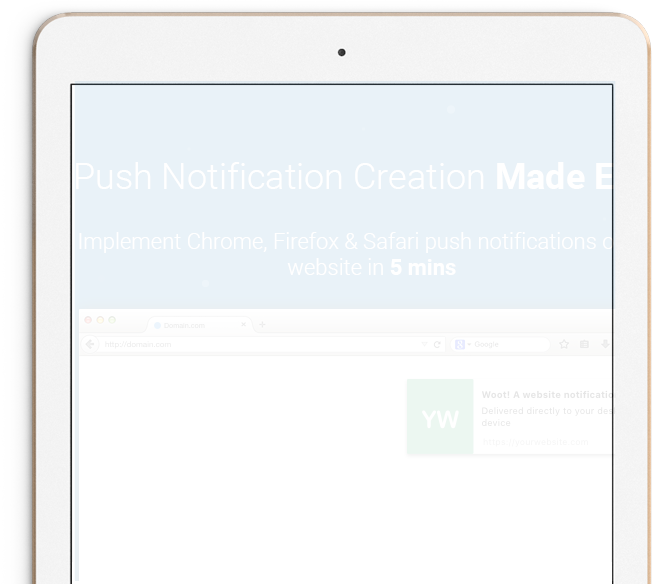 Push Notification Creation Made E
Implement Chrome, Firefox & Safari push notifications o
website in 5 mins
Domain.com
http://domain.com
Google
YW
Woot! A website notificatio
Delivered directly to your des
device
https://yourwebsite.com